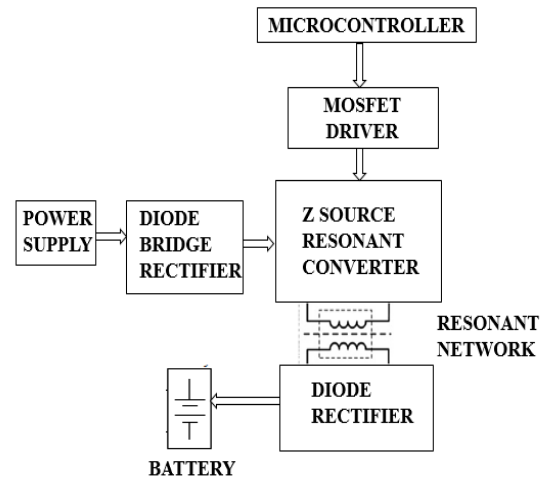 MICROCONTROLLER
MOSFET
DRIVER
POWER
SUPPLY
DIODE
BRIDGE
RECTIFIER
Z SOURCE
RESONANT
CONVERTER
RESONANT
NETWORK
DIODE
RECTIFIER
BATTERY